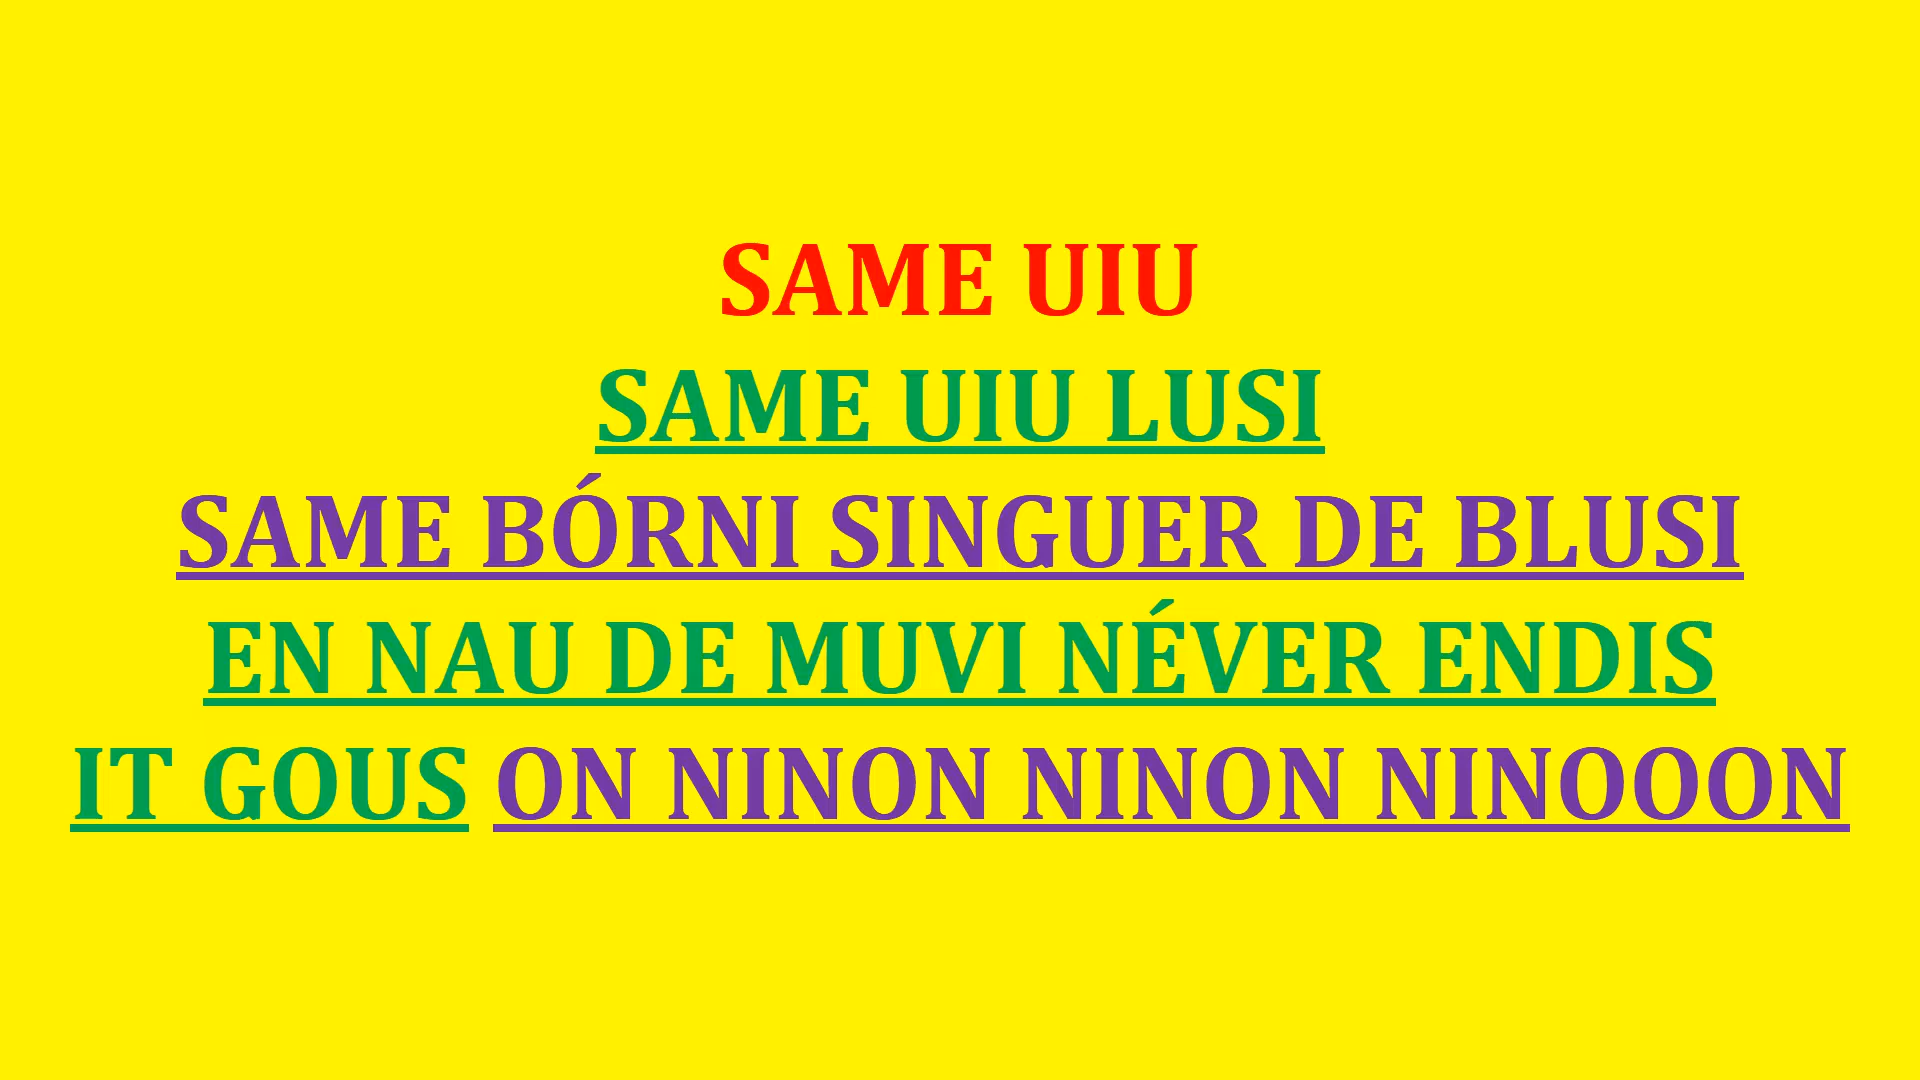 SAME UIU
SAME UIU LUSI
SAME BÓRNI SINGUER DE BLUSI
EN NAU DE MUVI NÉVER ENDIS
IT GOUS ON NINON NINON NINOOON